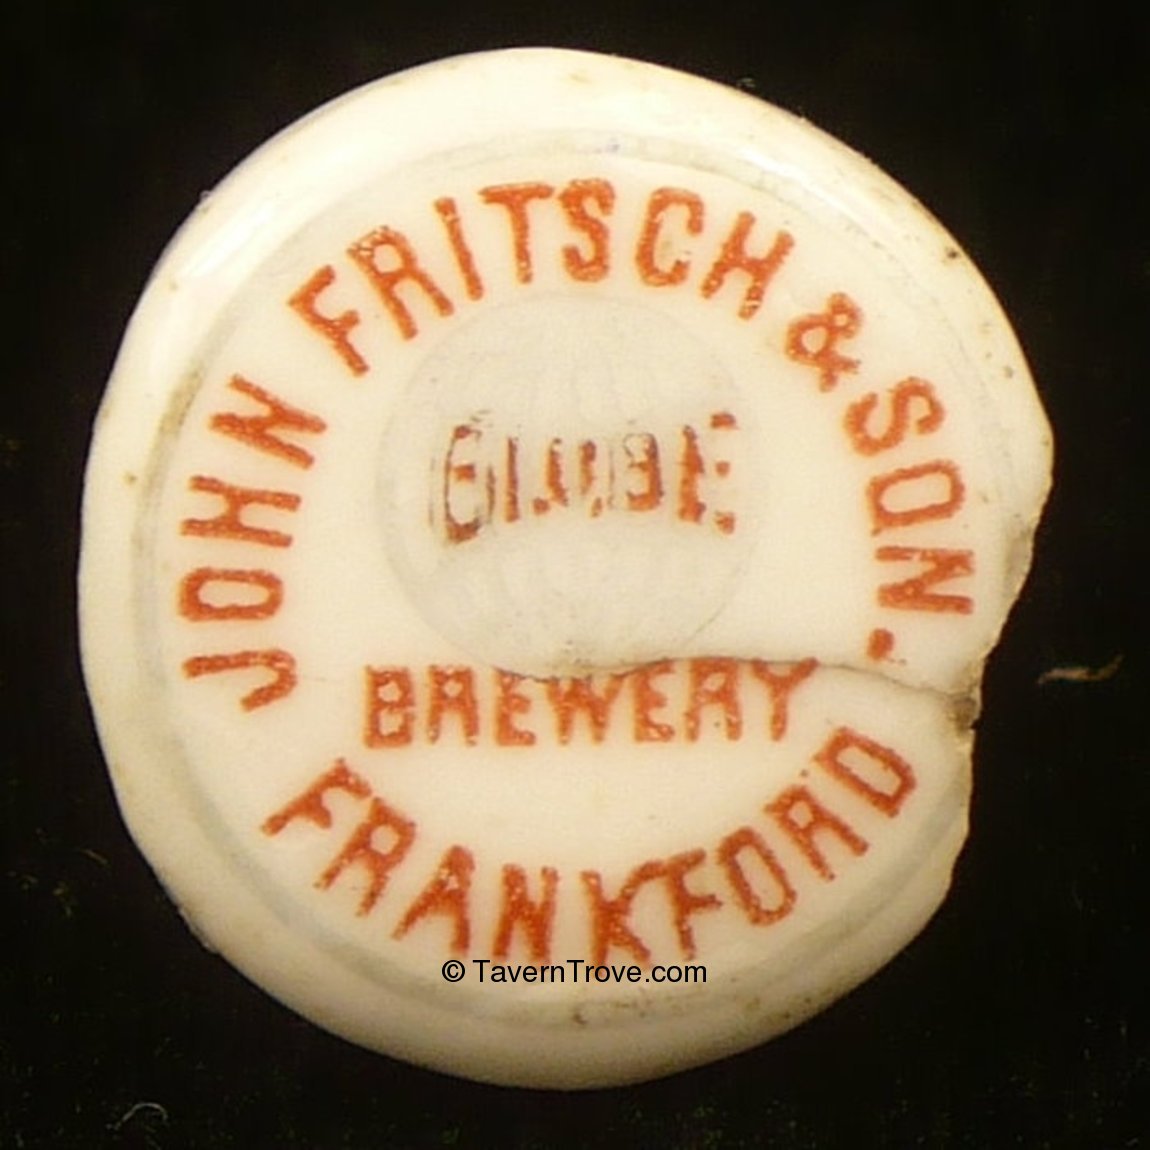 JOHN FRITSCH & SON.
GLOBE
BREWERY
FRANKFORD
© TavernTrove.com